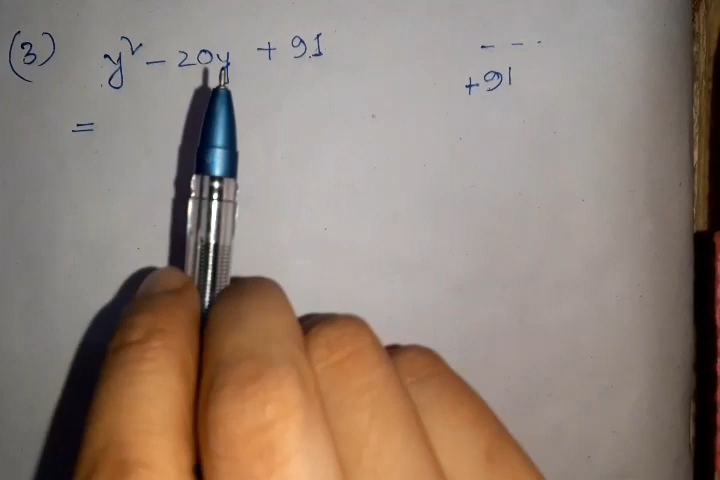 (3) y² - 20y + 91
- - -
+91
=